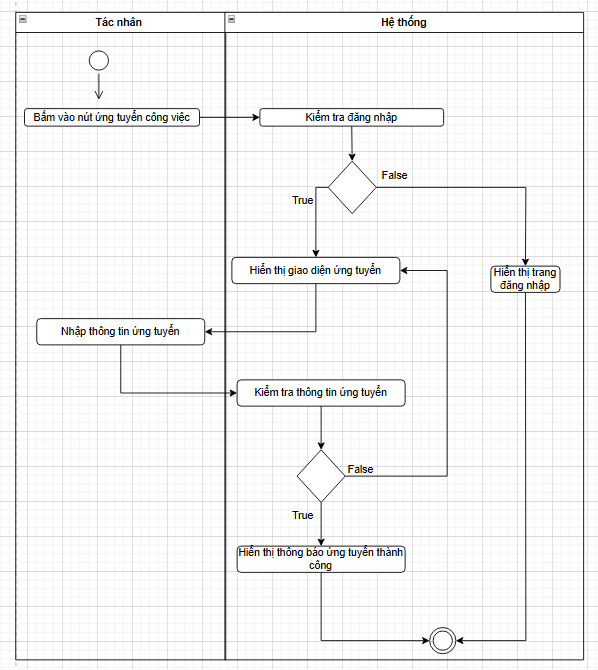 Tác nhân
Hệ thống
Bấm vào nút ứng tuyển công việc
Kiểm tra đăng nhập
False
True
Hiển thị giao diện ứng tuyển
Hiển thị trang
đăng nhập
Nhập thông tin ứng tuyển
Kiểm tra thông tin ứng tuyển
False
True
Hiển thị thông báo ứng tuyển thành
công